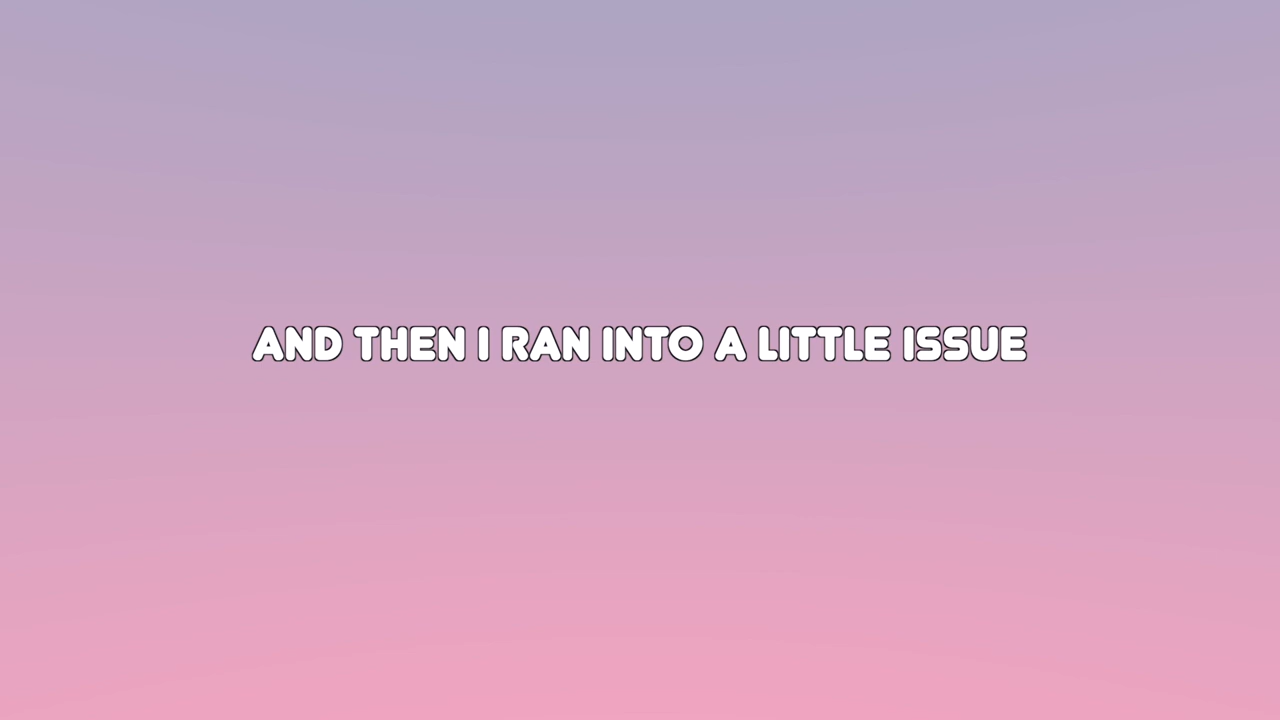 AND THEN I RAN INTO A LITTLE ISSUE